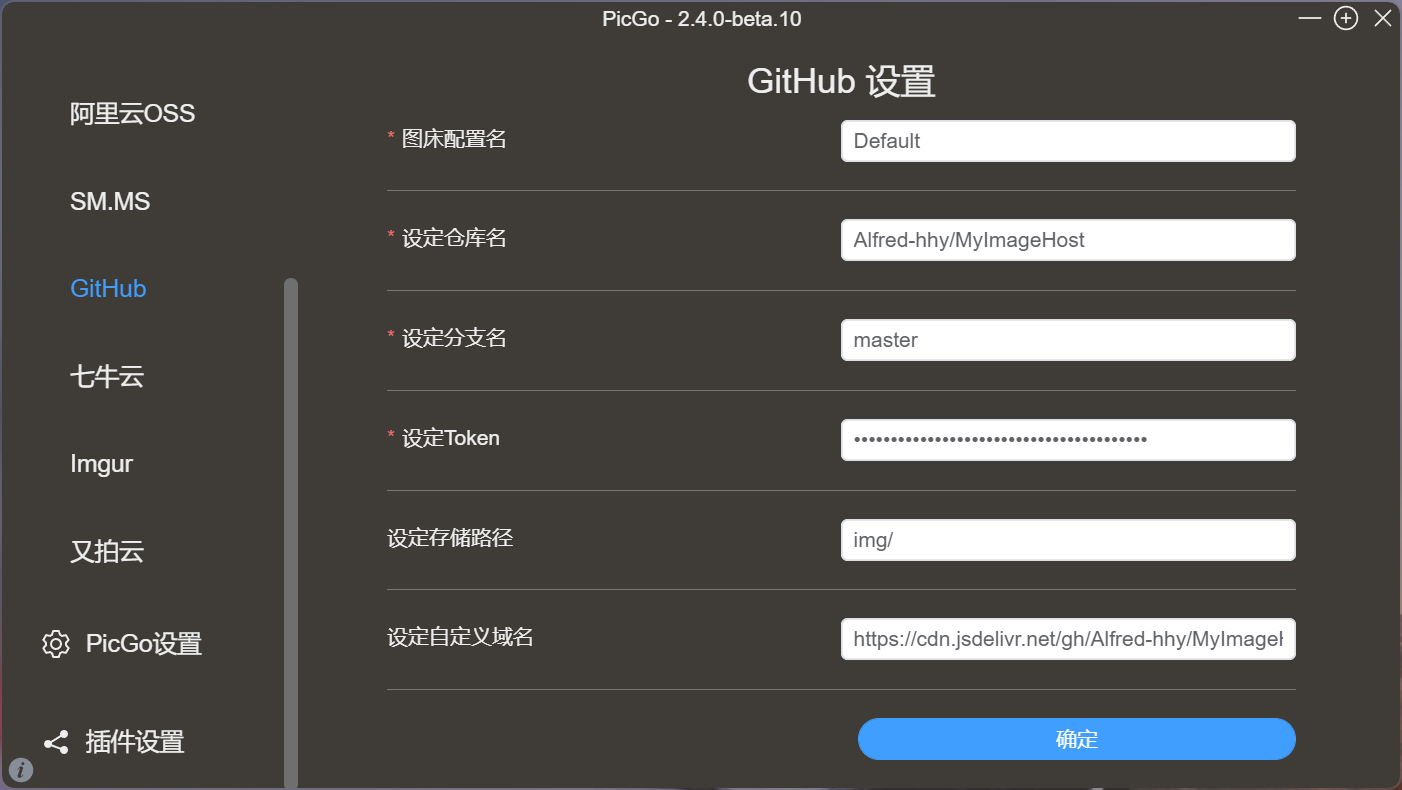 PicGo - 2.4.0-beta.10
阿里云OSS
SM.MS
GitHub
七牛云
Imgur
又拍云
PicGo设置
插件设置
GitHub 设置
* 图床配置名
Default
* 设定仓库名
Alfred-hhy/MyImageHost
* 设定分支名
master
* 设定Token
••••••••••••••••••••••••••••••••••••••••
设定存储路径
img/
设定自定义域名
https://cdn.jsdelivr.net/gh/Alfred-hhy/MyImage
确定